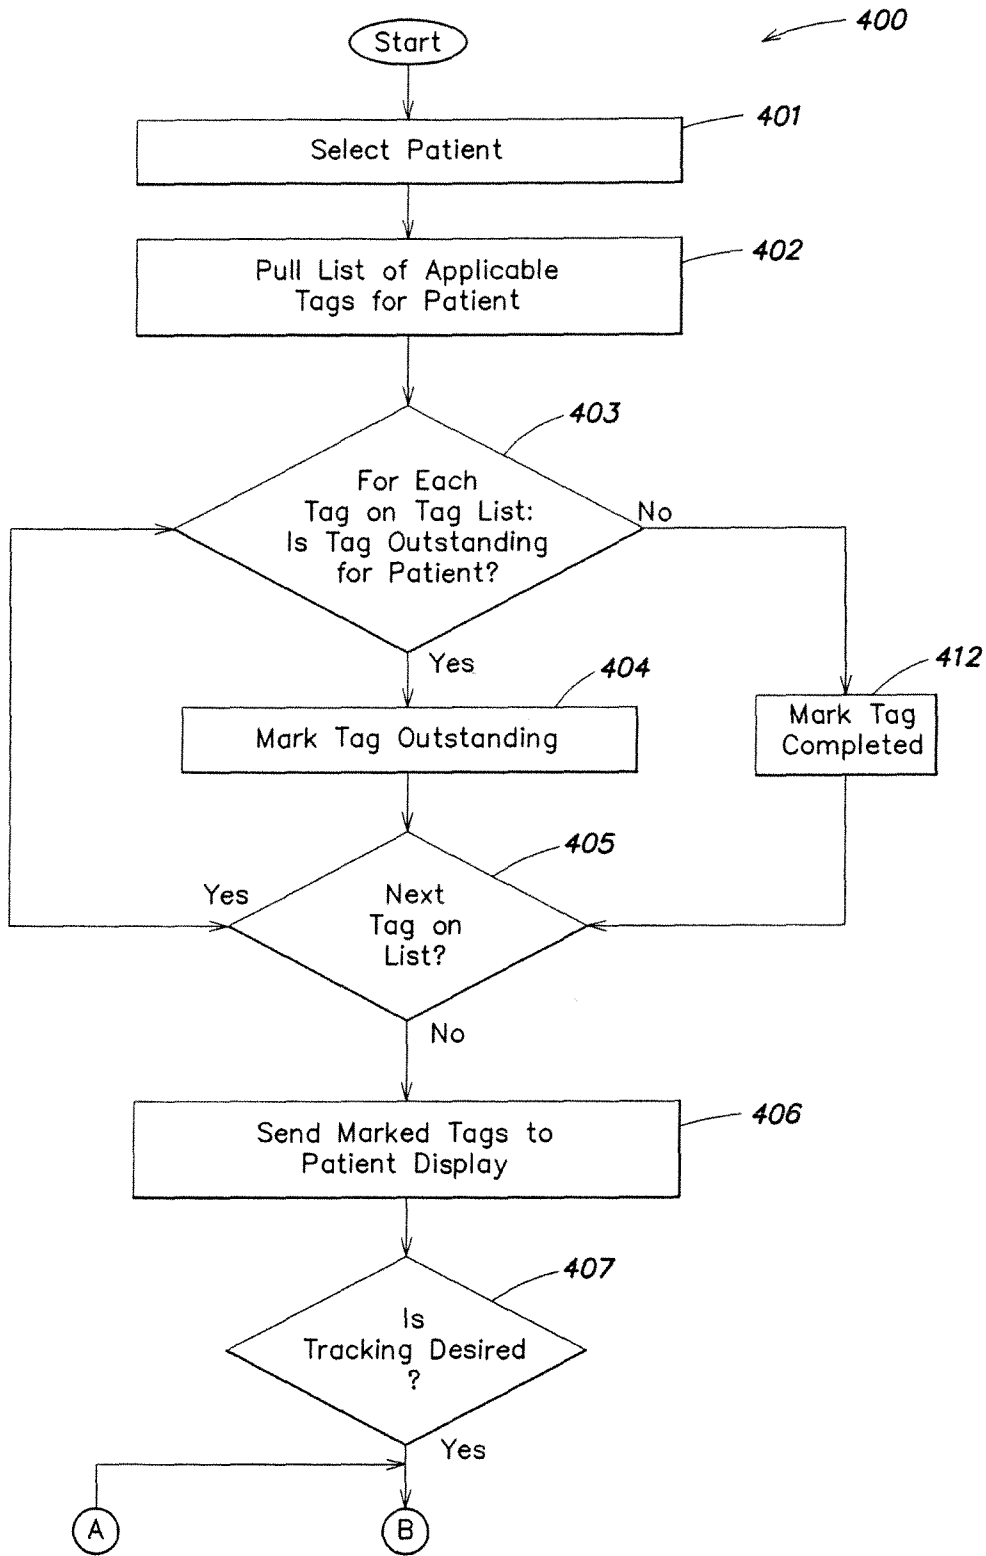 400
Start
401
Select Patient
402
Pull List of Applicable
Tags for Patient
403
For Each
Tag on Tag List:
Is Tag Outstanding
for Patient?
No
Yes
404
Mark Tag Outstanding
412
Mark Tag
Completed
405
Yes
Next
Tag on
List?
No
406
Send Marked Tags to
Patient Display
407
Is
Tracking Desired
?
Yes
A
B